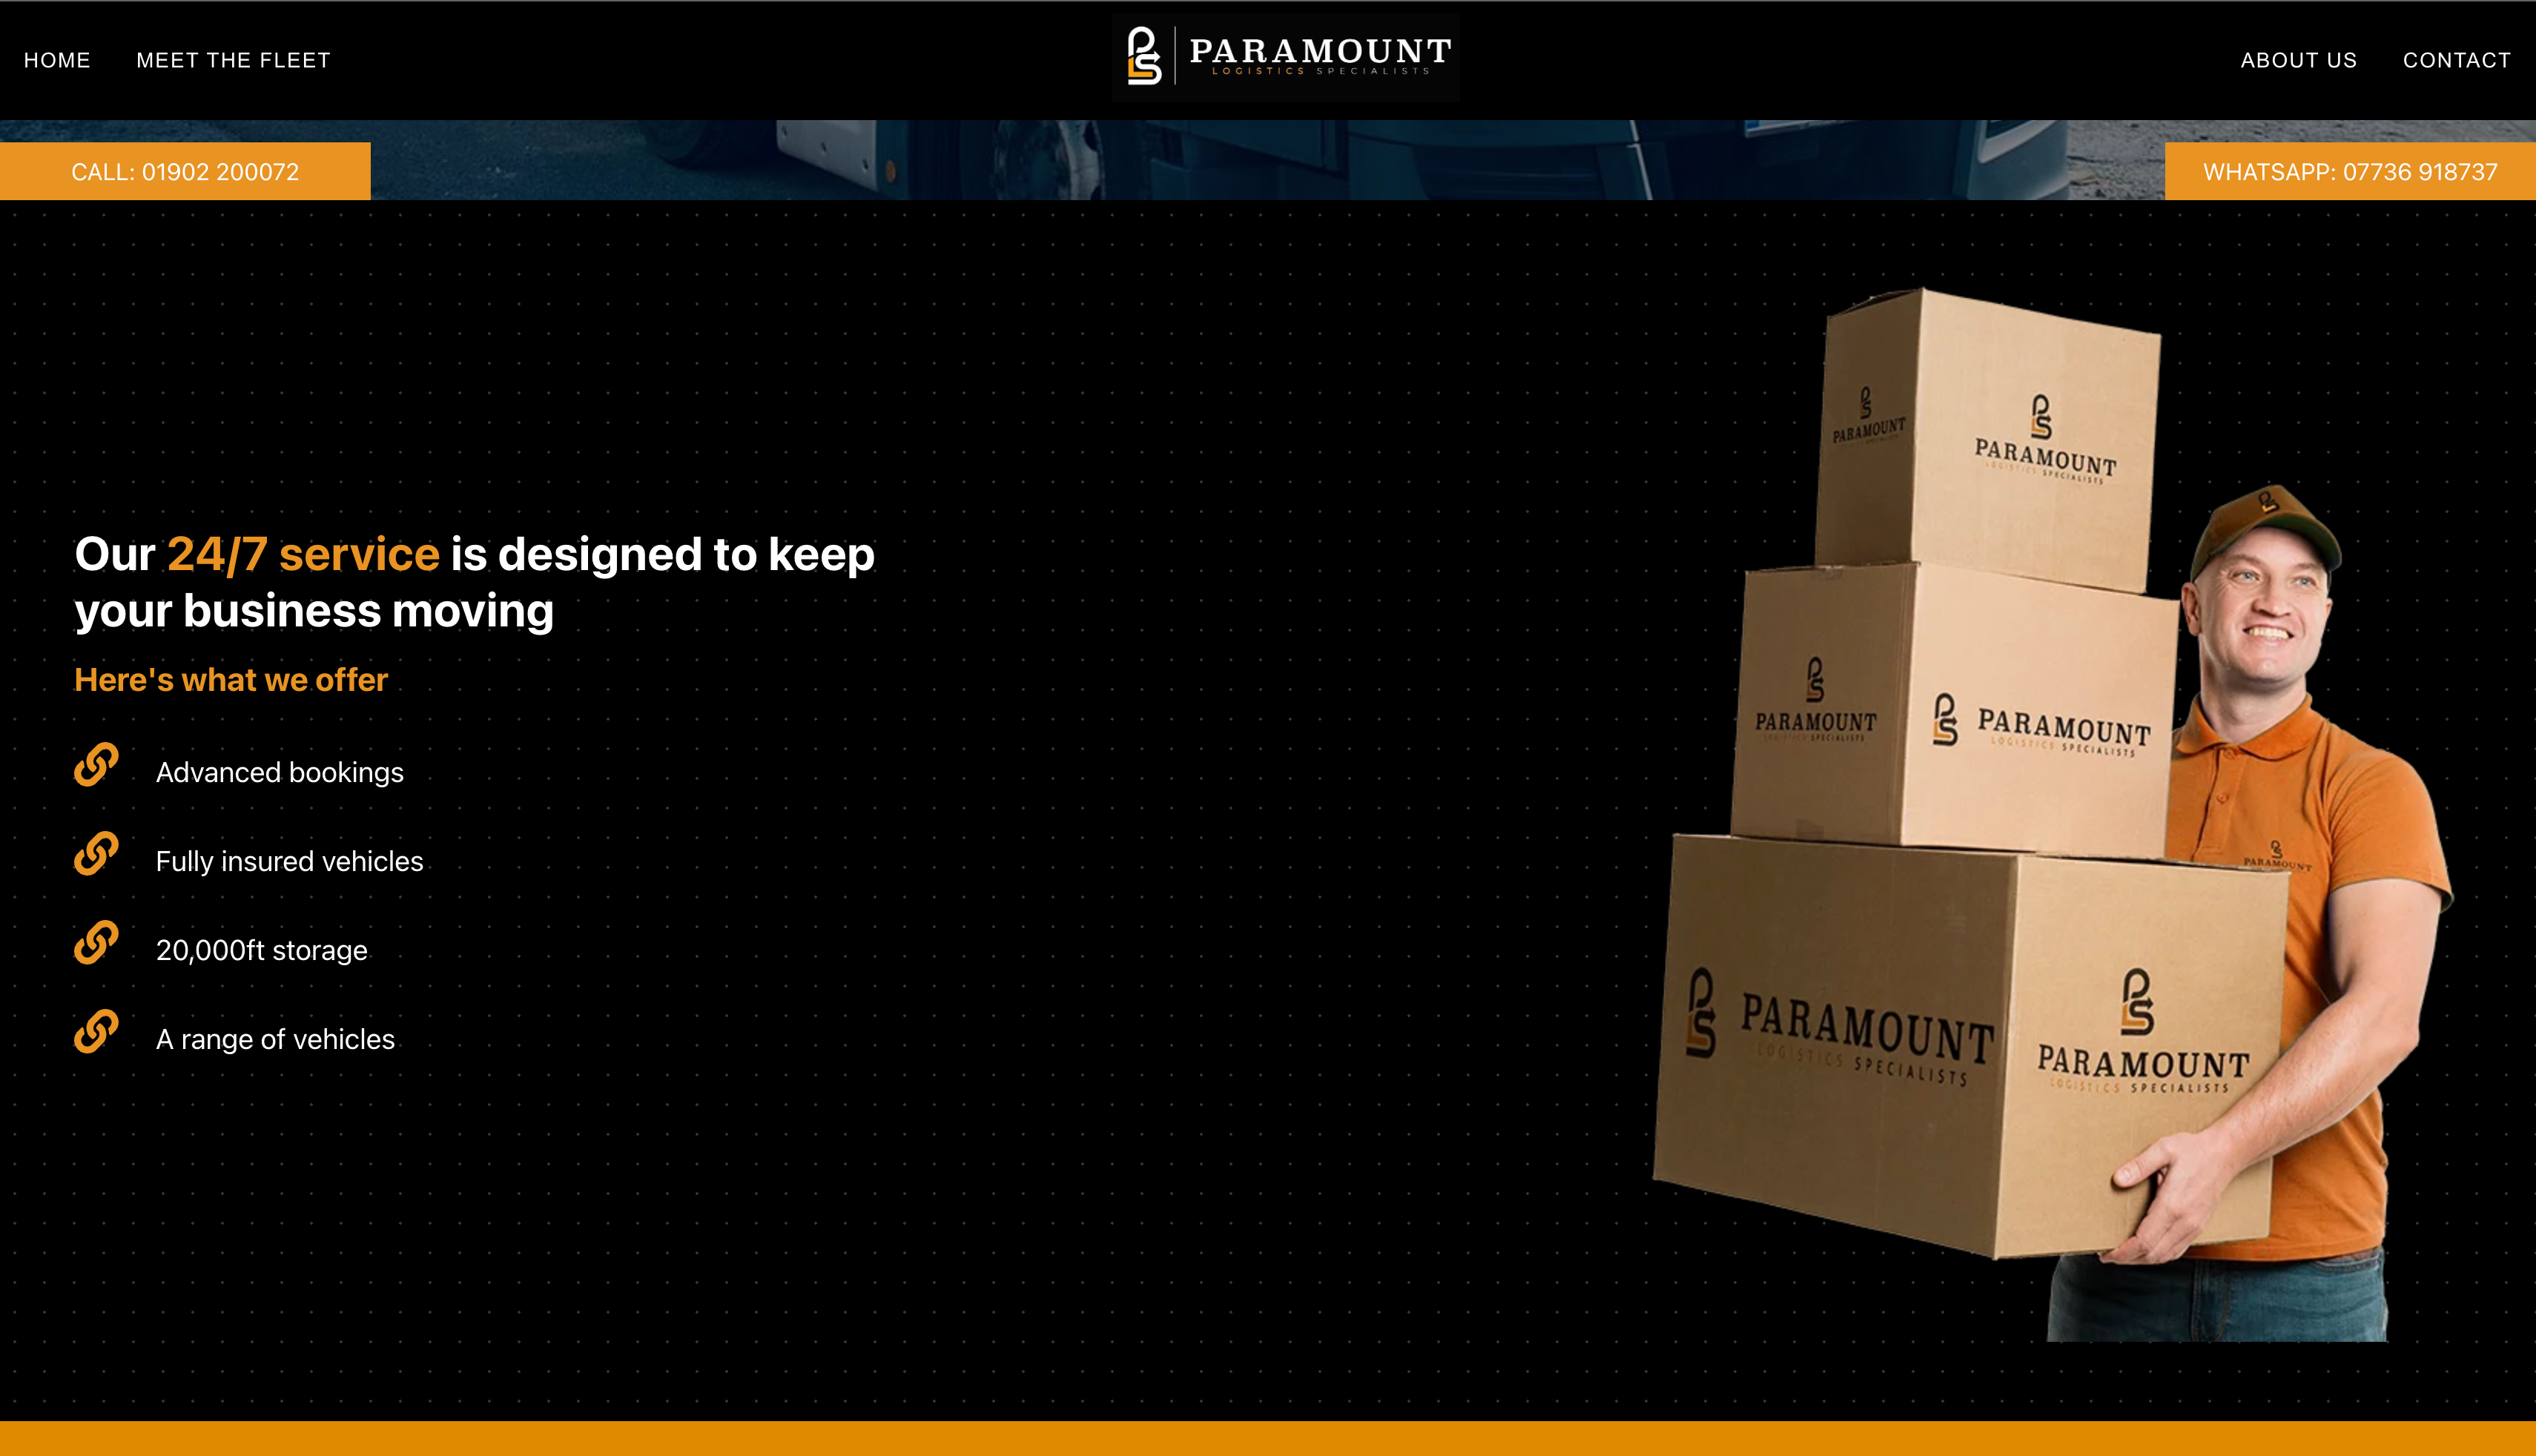 HOME
MEET THE FLEET
PARAMOUNT
LOGISTICS SPECIALISTS
ABOUT US
CONTACT
CALL: 01902 200072
WHATSAPP: 07736 918737
Our 24/7 service is designed to keep
your business moving
Here's what we offer
Advanced bookings
Fully insured vehicles
20,000ft storage
A range of vehicles
PARAMOUNT
PARAMOUNT
LOGISTICS SPECIALISTS
PARAMOUNT
LOGISTICS SPECIALISTS
PARAMOUNT
LOGISTICS SPECIALISTS
PARAMOUNT
PARAMOUNT
LOGISTICS SPECIALISTS
PARAMOUNT
LOGISTICS SPECIALISTS